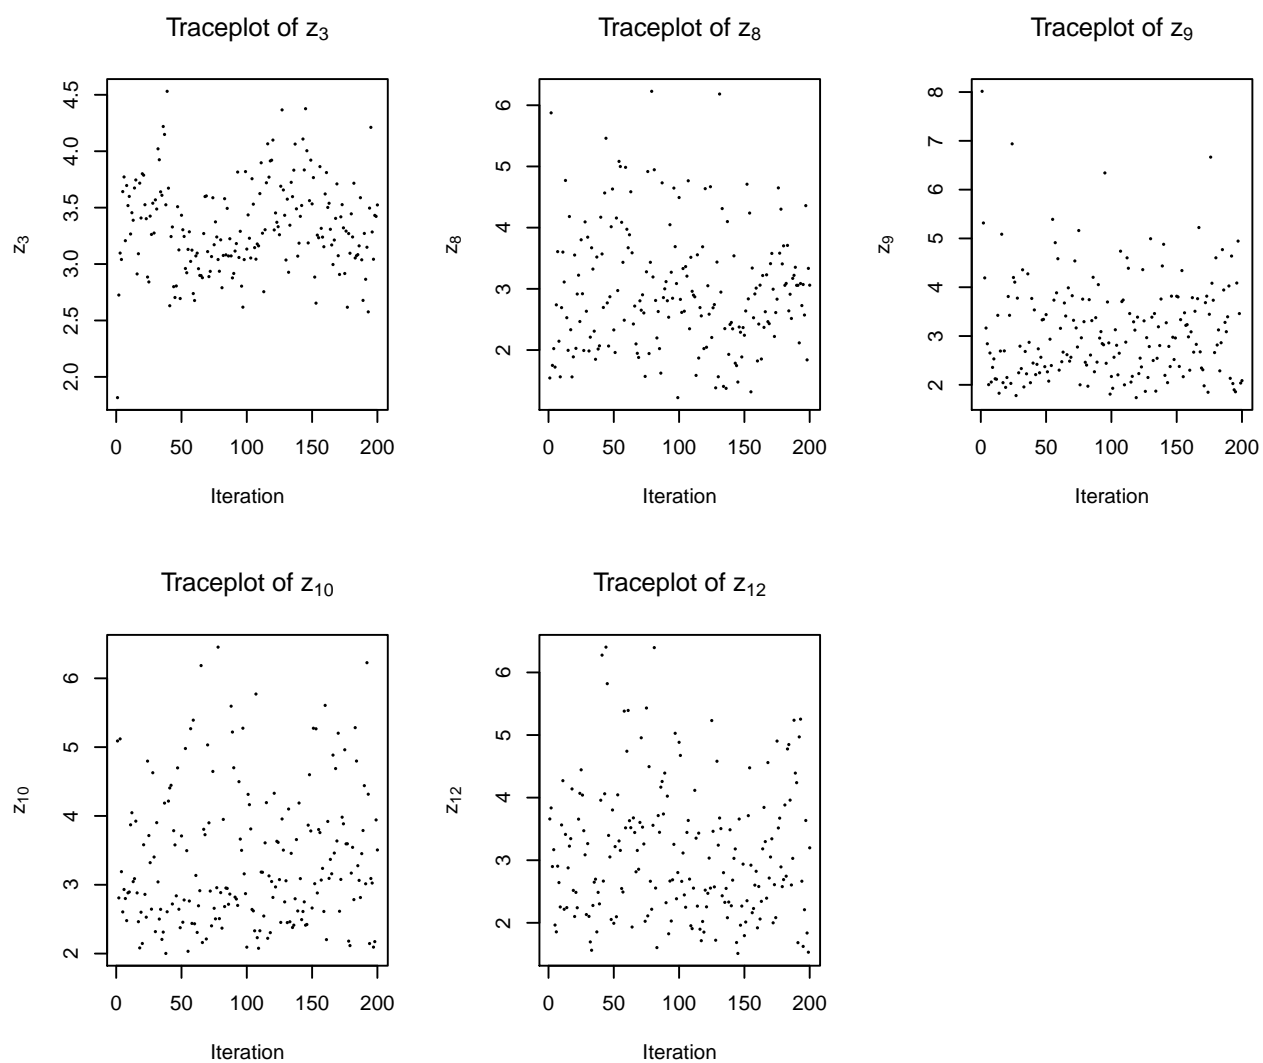 Traceplot of z₃
z₃
4.5
4.0
3.5
3.0
2.5
2.0
0 50 100 150 200
Iteration
Traceplot of z₈
z₈
6
5
4
3
2
0 50 100 150 200
Iteration
Traceplot of z₉
z₉
8
7
6
5
4
3
2
0 50 100 150 200
Iteration
Traceplot of z₁₀
z₁₀
6
5
4
3
2
0 50 100 150 200
Iteration
Traceplot of z₁₂
z₁₂
6
5
4
3
2
0 50 100 150 200
Iteration